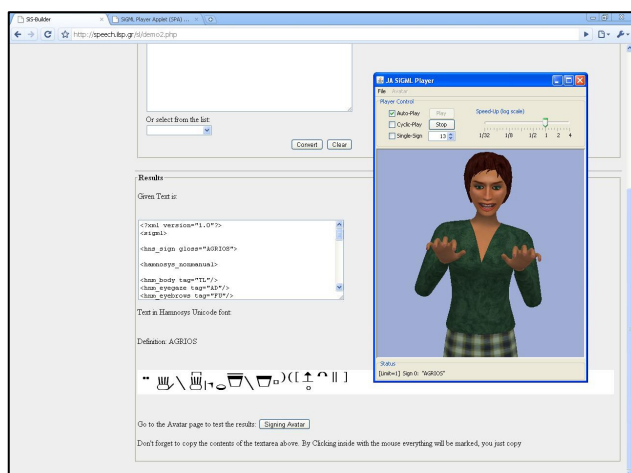 SiS-Builder
SiGML Player Applet (SPA) ...
http://speech.ilsp.gr/sl/demo2.php
Or select from the list:
Convert
Clear
Results
Given Text is:
<?xml version="1.0"?>
<sigml>
<hns_sign gloss="AGRIOS">
<hamnosys_nonmanual>
<hnm_body tag="TL"/>
<hnm_eyegaze tag="AD"/>
<hnm_eyebrows tag="FU"/>
Text in Hamnosys Unicode font:
Definition: AGRIOS
Go to the Avatar page to test the results: Signing Avatar
Don't forget to copy the contents of the textarea above. By Clicking inside with the mouse everything will be marked, you just copy
JA SiGML Player
File Avatar
Player Control
Auto-Play Play
Speed-Up (log scale)
Cyclic-Play Stop
Single-Sign 13
1/32 1/8 1/2 1 2 4
Status
[Limit=1] Sign 0: "AGRIOS"